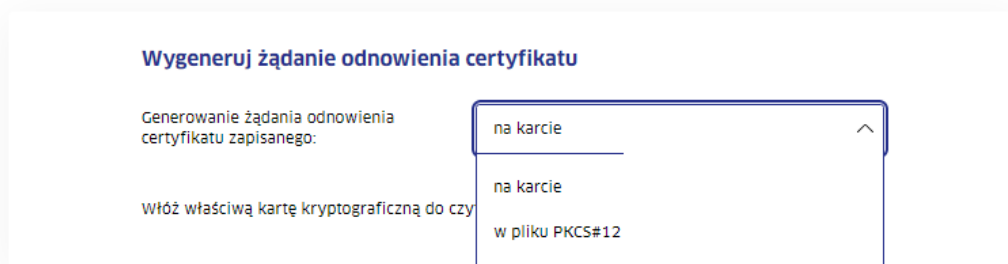 Wygeneruj żądanie odnowienia certyfikatu
Generowanie żądania odnowienia
certyfikatu zapisanego:
na karcie
na karcie
Włóż właściwą kartę kryptograficzną do
w pliku PKCS#12